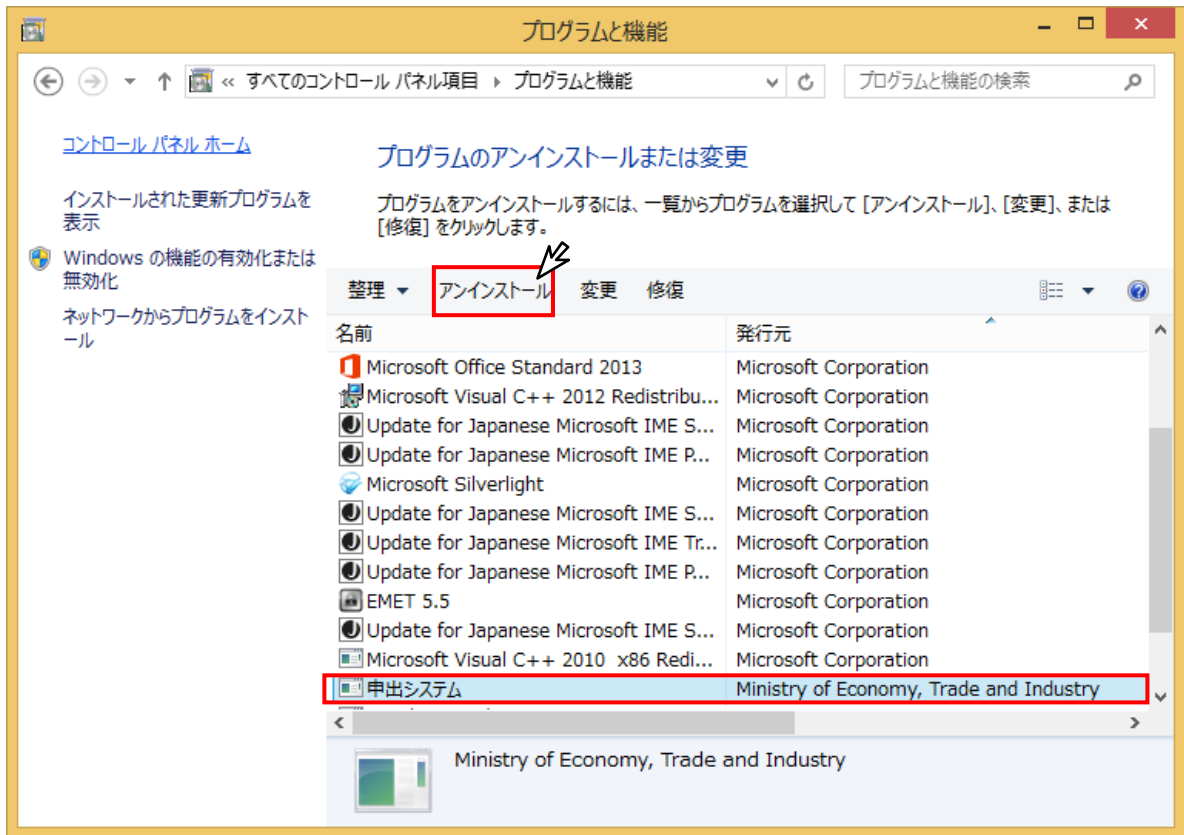 プログラムと機能
« すべてのコントロール パネル項目 プログラムと機能
プログラムと機能の検索
コントロール パネル ホーム
インストールされた更新プログラムを
表示
Windows の機能の有効化または
無効化
ネットワークからプログラムをインスト
ール
プログラムのアンインストールまたは変更
プログラムをアンインストールするには、一覧からプログラムを選択して [アンインストール]、[変更]、または
[修復] をクリックします。
整理 アンインストール 変更 修復
名前 発行元
Microsoft Office Standard 2013 Microsoft Corporation
Microsoft Visual C++ 2012 Redistribu... Microsoft Corporation
Update for Japanese Microsoft IME S... Microsoft Corporation
Update for Japanese Microsoft IME P... Microsoft Corporation
Microsoft Silverlight Microsoft Corporation
Update for Japanese Microsoft IME S... Microsoft Corporation
Update for Japanese Microsoft IME Tr... Microsoft Corporation
Update for Japanese Microsoft IME P... Microsoft Corporation
EMET 5.5 Microsoft Corporation
Update for Japanese Microsoft IME S... Microsoft Corporation
Microsoft Visual C++ 2010 x86 Redi... Microsoft Corporation
申出システム Ministry of Economy, Trade and Industry
Ministry of Economy, Trade and Industry